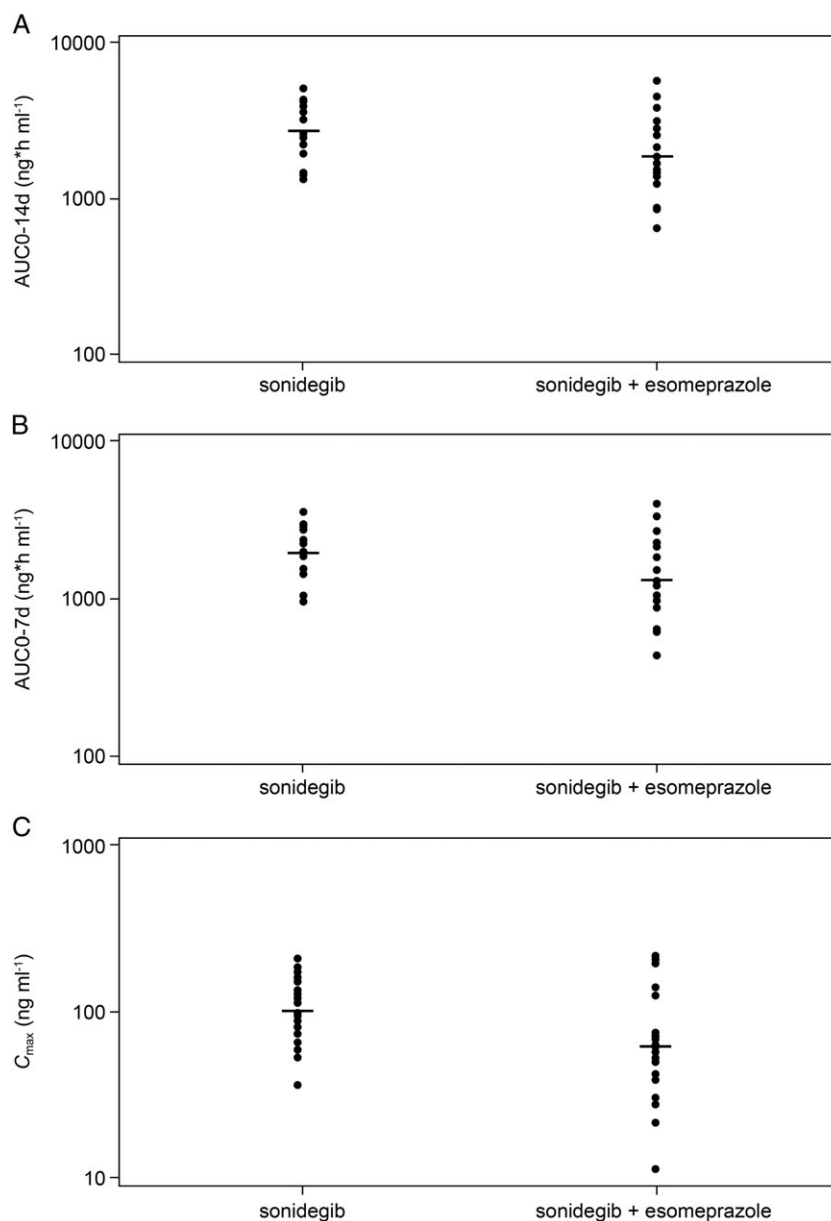 A
10000
1000
100
AUC0-14d (ng*h ml⁻¹)
sonidegib
sonidegib + esomeprazole
B
10000
1000
100
AUC0-7d (ng*h ml⁻¹)
sonidegib
sonidegib + esomeprazole
C
1000
100
10
Cmax (ng ml⁻¹)
sonidegib
sonidegib + esomeprazole